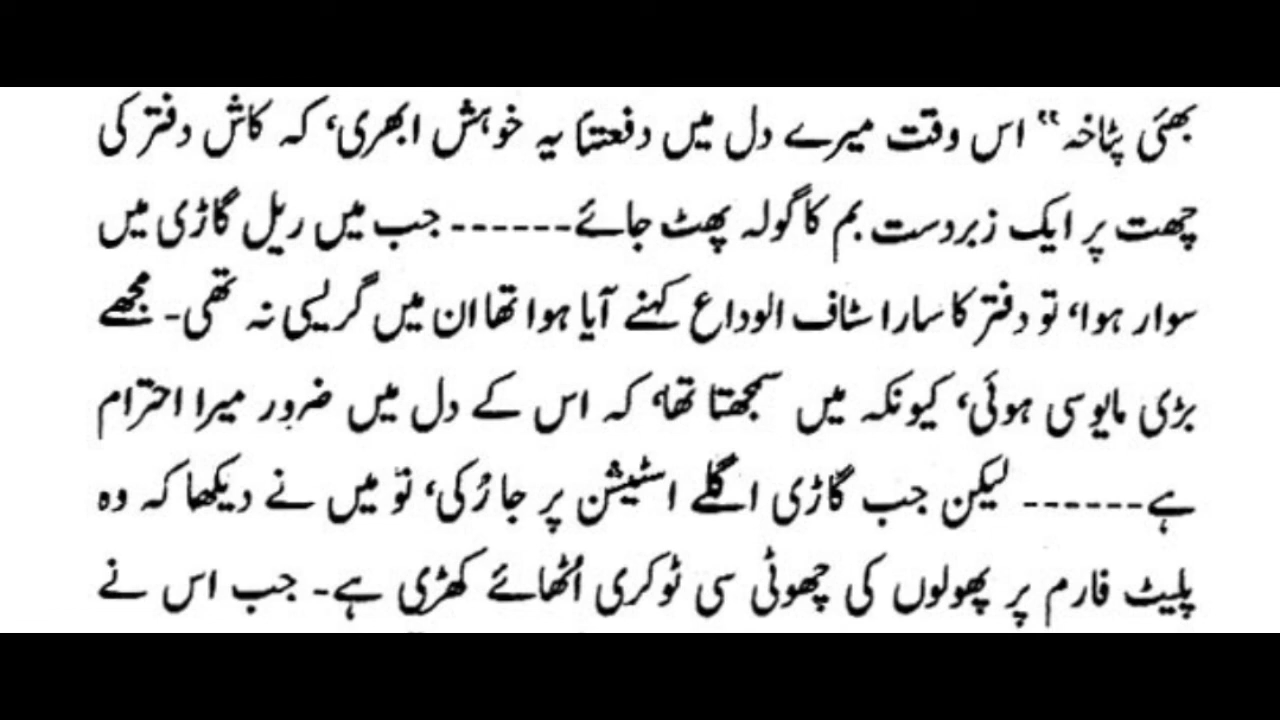 بھئی پٹاخہ“ اس وقت میرے دل میں دفعتاً یہ خوہش ابھری، کہ کاش دفتر کی
چھت پر ایک زبردست بم کا گولہ پھٹ جائے------ جب میں ریل گاڑی میں
سوار ہوا، تو دفتر کا سارا سٹاف الوداع کہنے آیا ہوا تھا ان میں گریسی نہ تھی۔ مجھے
بڑی مایوسی ہوئی، کیونکہ میں سمجھتا تھا، کہ اس کے دل میں ضرور میرا احترام
ہے------ لیکن جب گاڑی اگلے اسٹیشن پر جا رُکی، تو میں نے دیکھا کہ وہ
پلیٹ فارم پر پھولوں کی چھوٹی سی ٹوکری اُٹھائے کھڑی ہے۔ جب اس نے